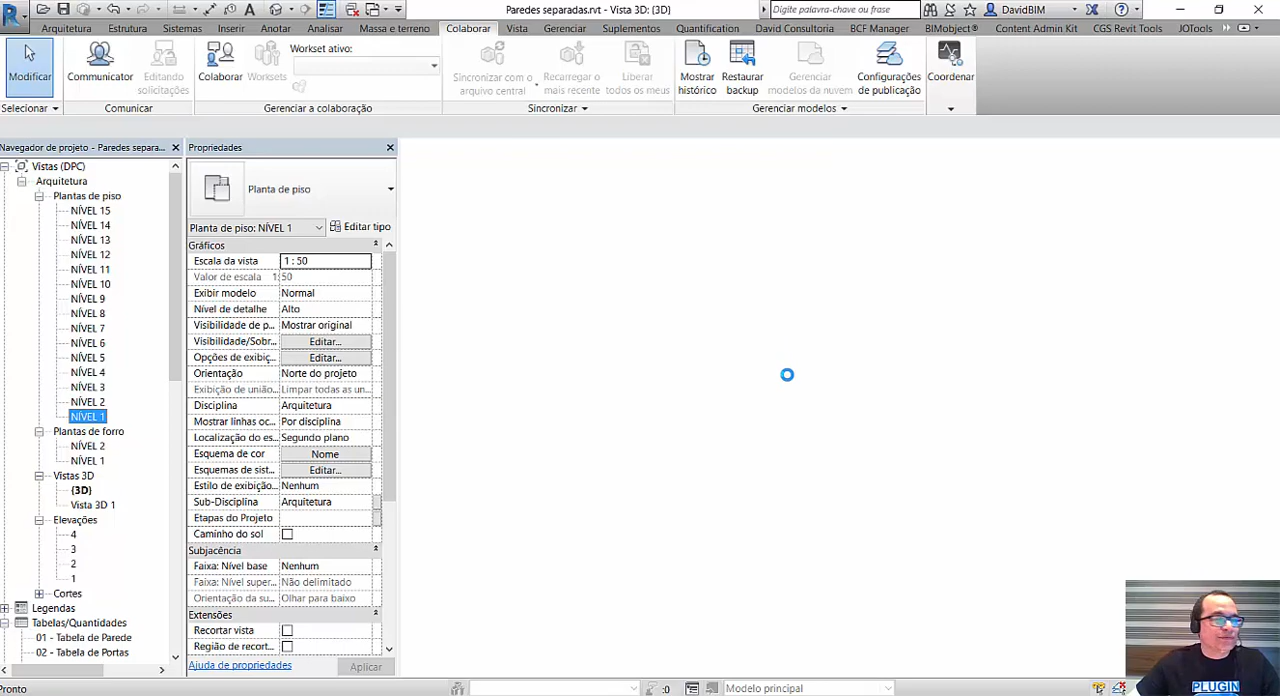 Paredes separadas.rvt - Vista 3D: {3D}
Digite palavra-chave ou frase
DavidBIM
Arquitetura Estrutura Sistemas Inserir Anotar Analisar Massa e terreno Colaborar Vista Gerenciar Suplementos Quantification David Consultoria BCF Manager BIMobject® Content Admin Kit CGS Revit Tools JOTools
Modificar
Communicator
Editando
solicitações
Colaborar
Worksets
Workset ativo:
Sincronizar com o
arquivo central
Recarregar o
mais recente
Liberar
todos os meus
Mostrar
histórico
Restaurar
backup
Gerenciar
modelos da nuvem
Configurações
de publicação
Coordenar
Selecionar
Comunicar
Gerenciar a colaboração
Sincronizar
Gerenciar modelos
Navegador de projeto - Paredes separa...
Vistas (DPC)
Arquitetura
Plantas de piso
NÍVEL 15
NÍVEL 14
NÍVEL 13
NÍVEL 12
NÍVEL 11
NÍVEL 10
NÍVEL 9
NÍVEL 8
NÍVEL 7
NÍVEL 6
NÍVEL 5
NÍVEL 4
NÍVEL 3
NÍVEL 2
NÍVEL 1
Plantas de forro
NÍVEL 2
NÍVEL 1
Vistas 3D
{3D}
Vista 3D 1
Elevações
4
3
2
1
Cortes
Legendas
Tabelas/Quantidades
01 - Tabela de Parede
02 - Tabela de Portas
Propriedades
Planta de piso
Planta de piso: NÍVEL 1
Editar tipo
Gráficos
Escala da vista 1 : 50
Valor de escala 1: 50
Exibir modelo Normal
Nível de detalhe Alto
Visibilidade de p... Mostrar original
Visibilidade/Sobr... Editar...
Opções de exibiç... Editar...
Orientação Norte do projeto
Exibição de união... Limpar todas as un...
Disciplina Arquitetura
Mostrar linhas oc... Por disciplina
Localização do es... Segundo plano
Esquema de cor Nome
Esquemas de sist... Editar...
Estilo de exibição... Nenhum
Sub-Disciplina Arquitetura
Etapas do Projeto
Caminho do sol
Subjacência
Faixa: Nível base Nenhum
Faixa: Nível super... Não delimitado
Orientação da su... Olhar para baixo
Extensões
Recortar vista
Região de recort...
Ajuda de propriedades
Aplicar
Pronto
:0
Modelo principal
PLUGIN